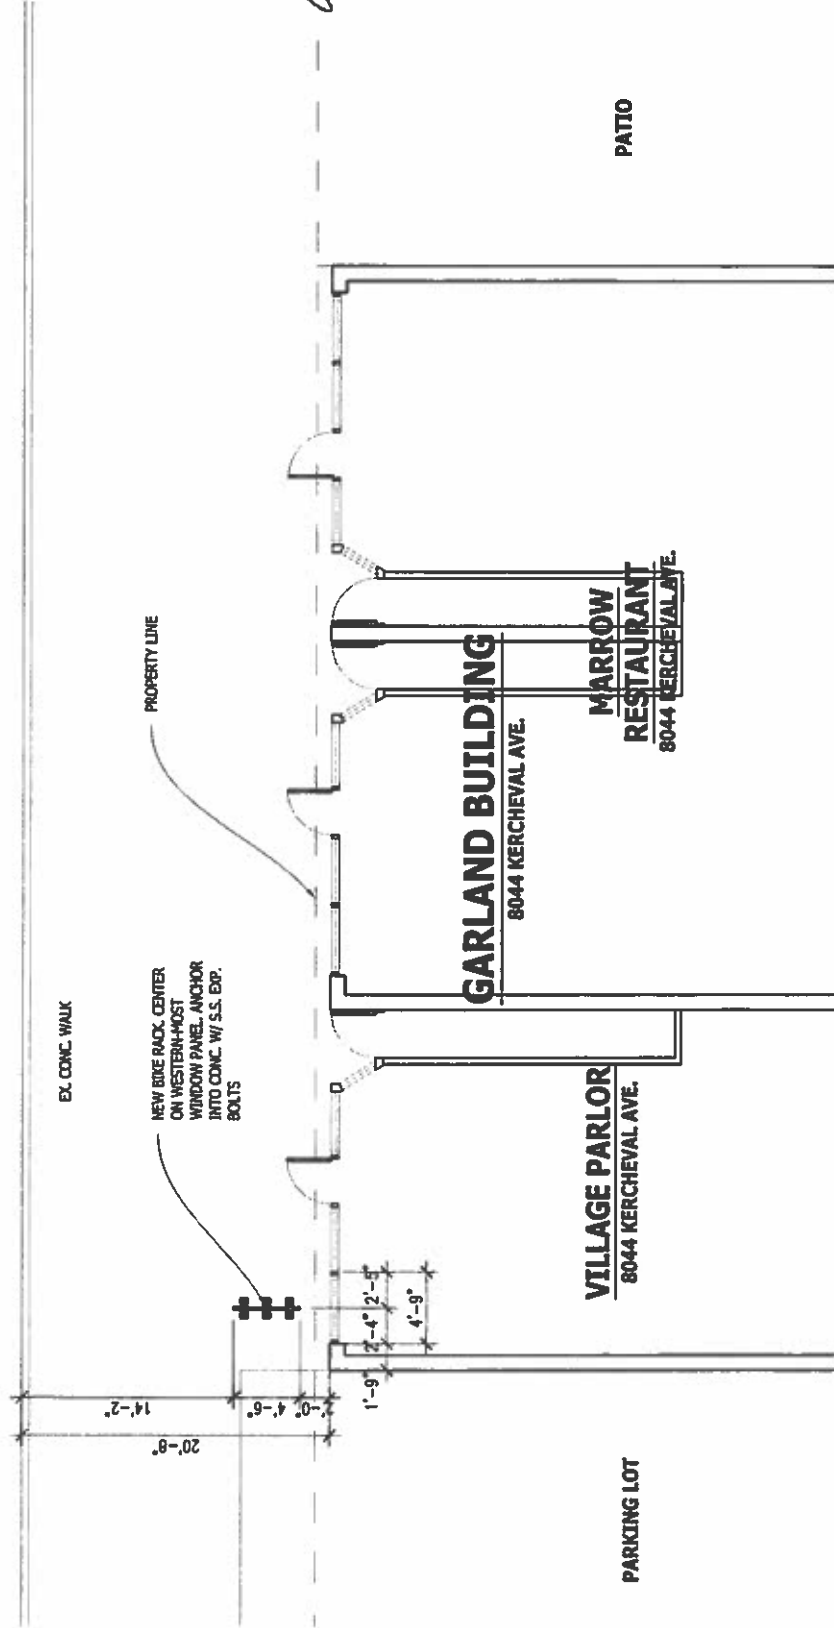 EX. CONC. WALK
NEW BIKE RACK. CENTER
ON WESTERN-MOST
WINDOW PANEL. ANCHOR
INTO CONC. W/ S.S. EXP.
BOLTS
PROPERTY LINE
14'-2"
4'-6"
2'-0"
20'-8"
1'-9"
2'-4"
2'-5"
4'-9"
VILLAGE PARLOR
8044 KERCHEVAL AVE.
GARLAND BUILDING
8044 KERCHEVAL AVE.
MARROW
RESTAURANT
8044 KERCHEVAL AVE.
PARKING LOT
PATIO